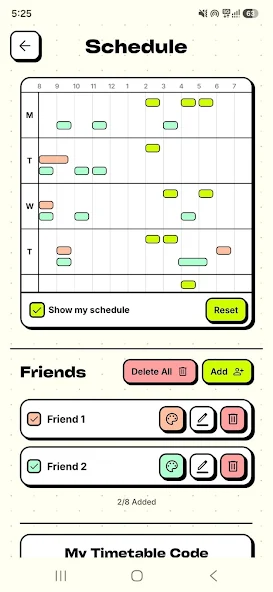 5:25
63
Schedule
8 9 10 11 12 1 2 3 4 5 6 7
M
T
W
T
Show my schedule
Reset
Friends
Delete All
Add
Friend 1
Friend 2
2/8 Added
My Timetable Code